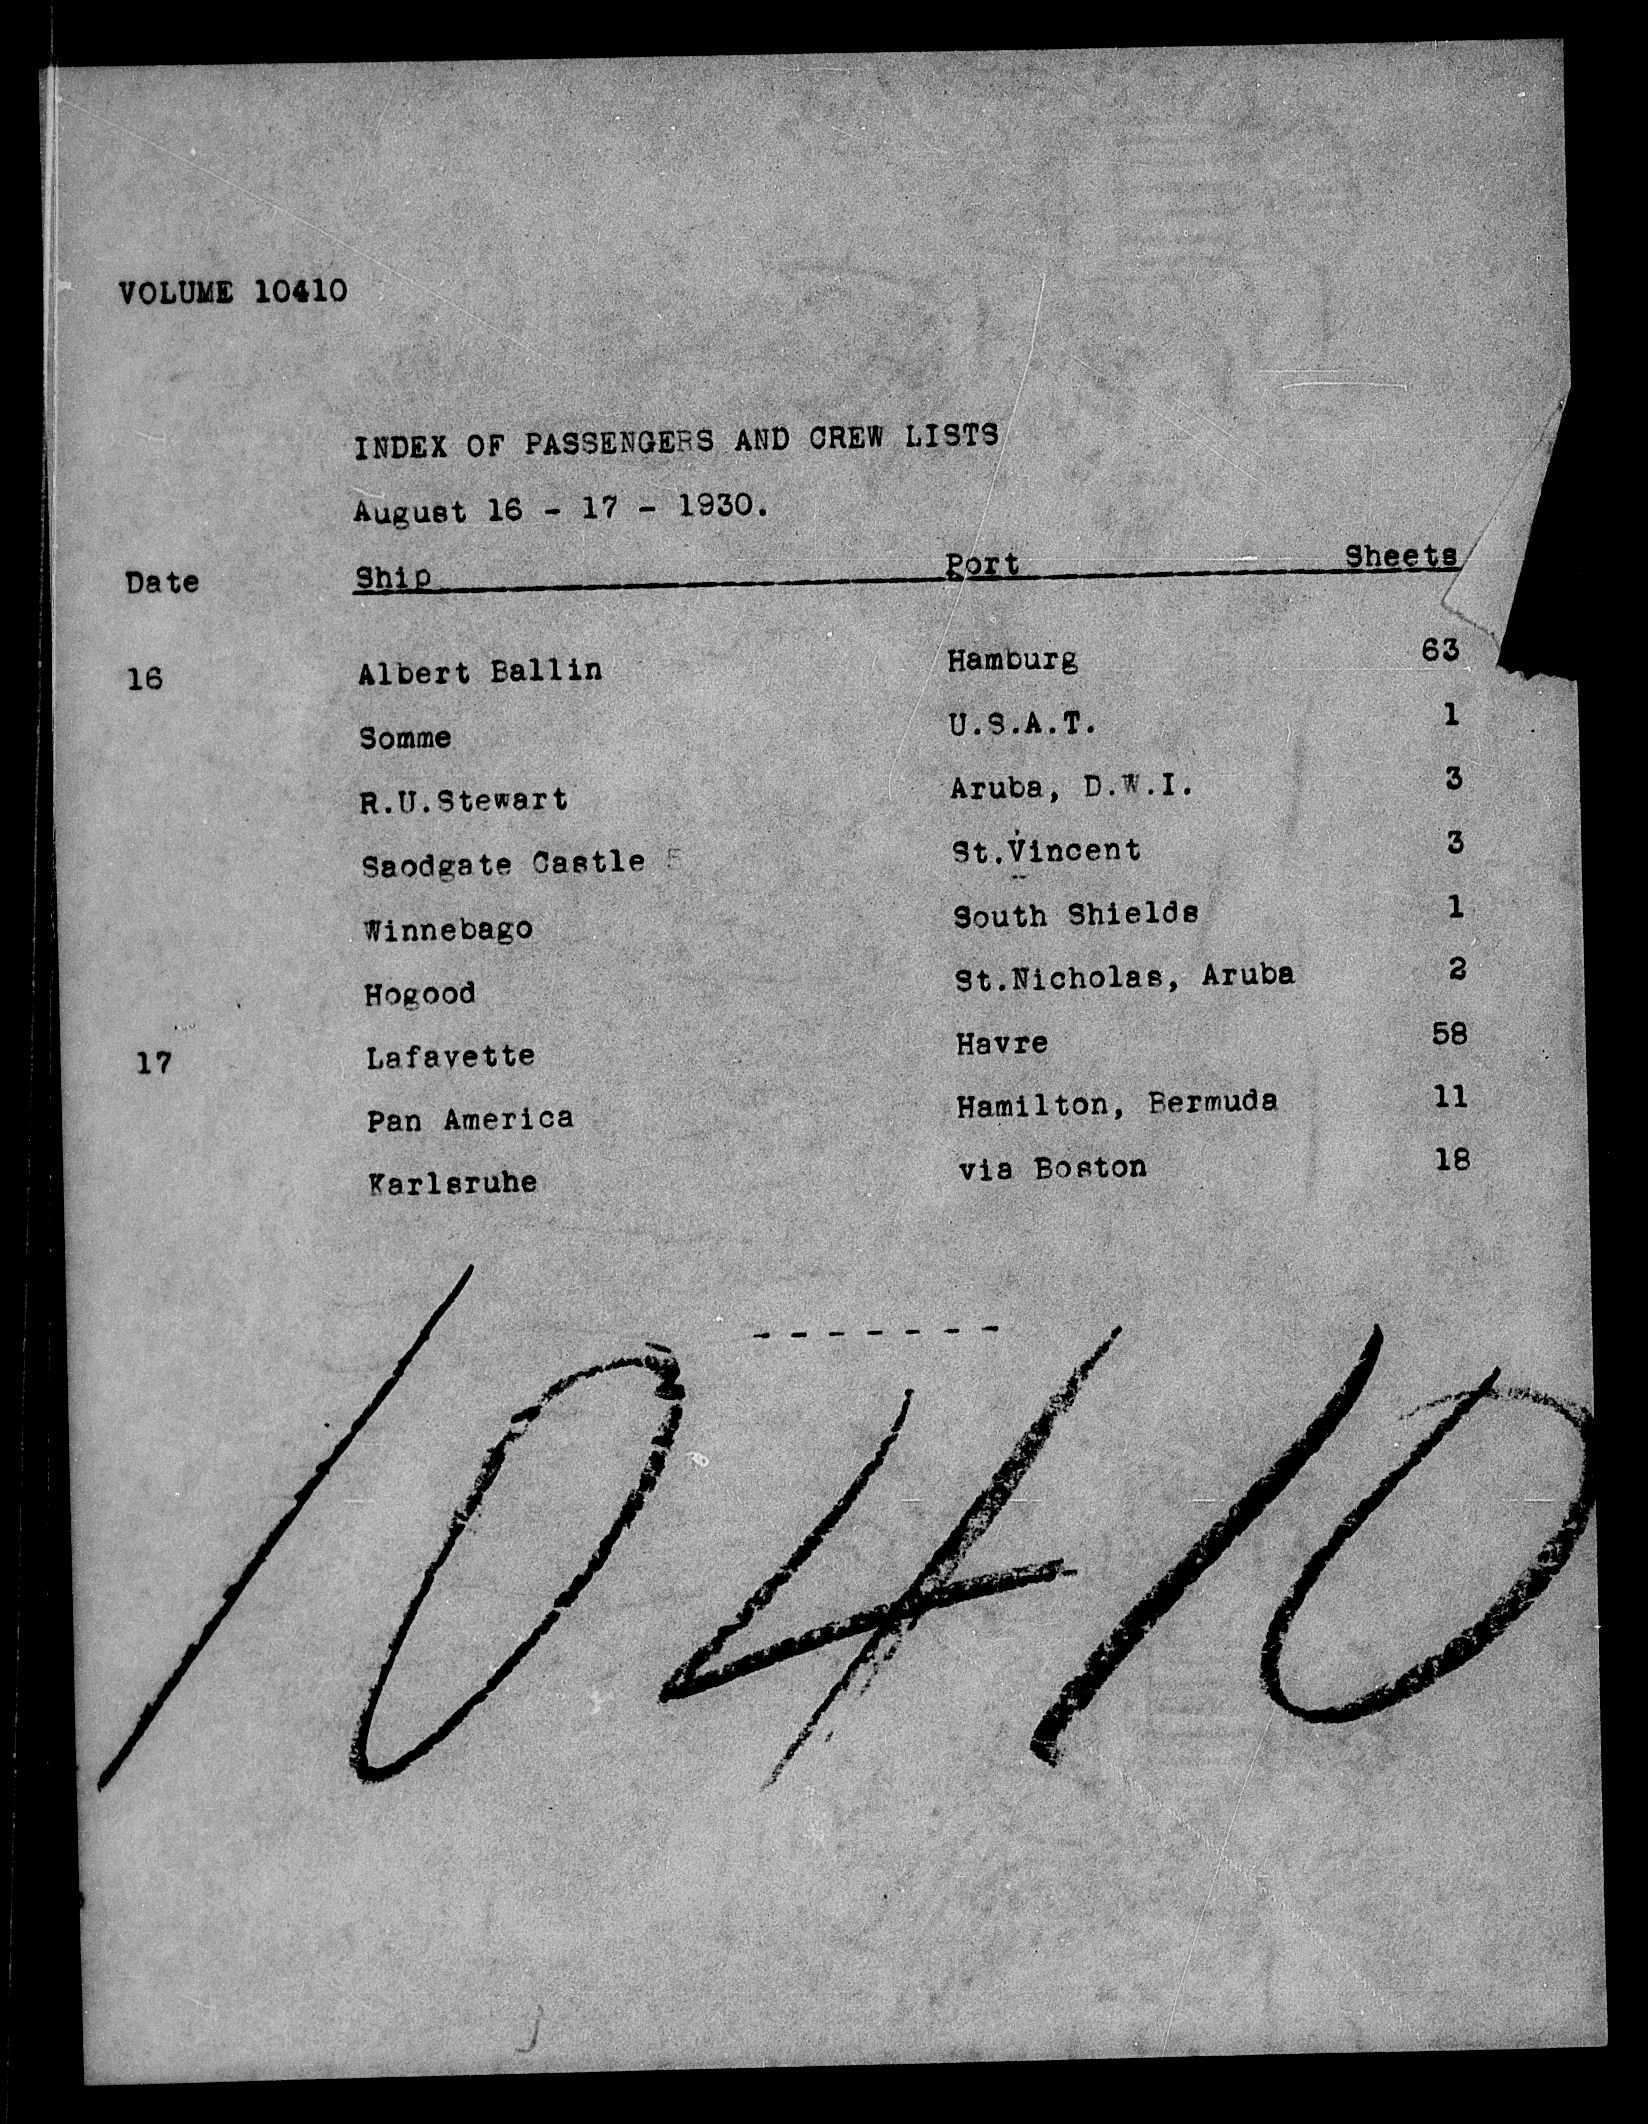 VOLUME 10410
INDEX OF PASSENGERS AND CREW LISTS
August 16 - 17 - 1930.
Date Ship Port Sheets
16 Albert Ballin Hamburg 63
Somme U.S.A.T. 1
R.U.Stewart Aruba, D.W.I. 3
Saodgate Castle St.Vincent 3
Winnebago South Shields 1
Hogood St.Nicholas, Aruba 2
17 Lafayette Havre 58
Pan America Hamilton, Bermuda 11
Karlsruhe via Boston 18
- - - - - - -
10410